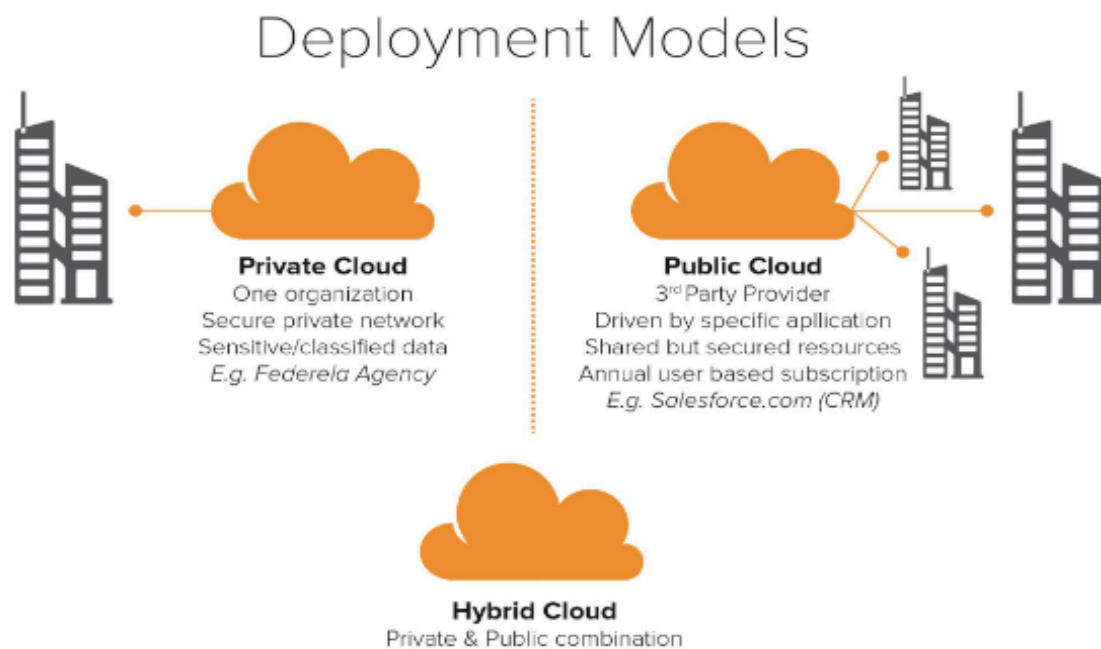 Deployment Models
Private Cloud
One organization
Secure private network
Sensitive/classified data
E.g. Federela Agency
Public Cloud
3rd Party Provider
Driven by specific apllication
Shared but secured resources
Annual user based subscription
E.g. Salesforce.com (CRM)
Hybrid Cloud
Private & Public combination